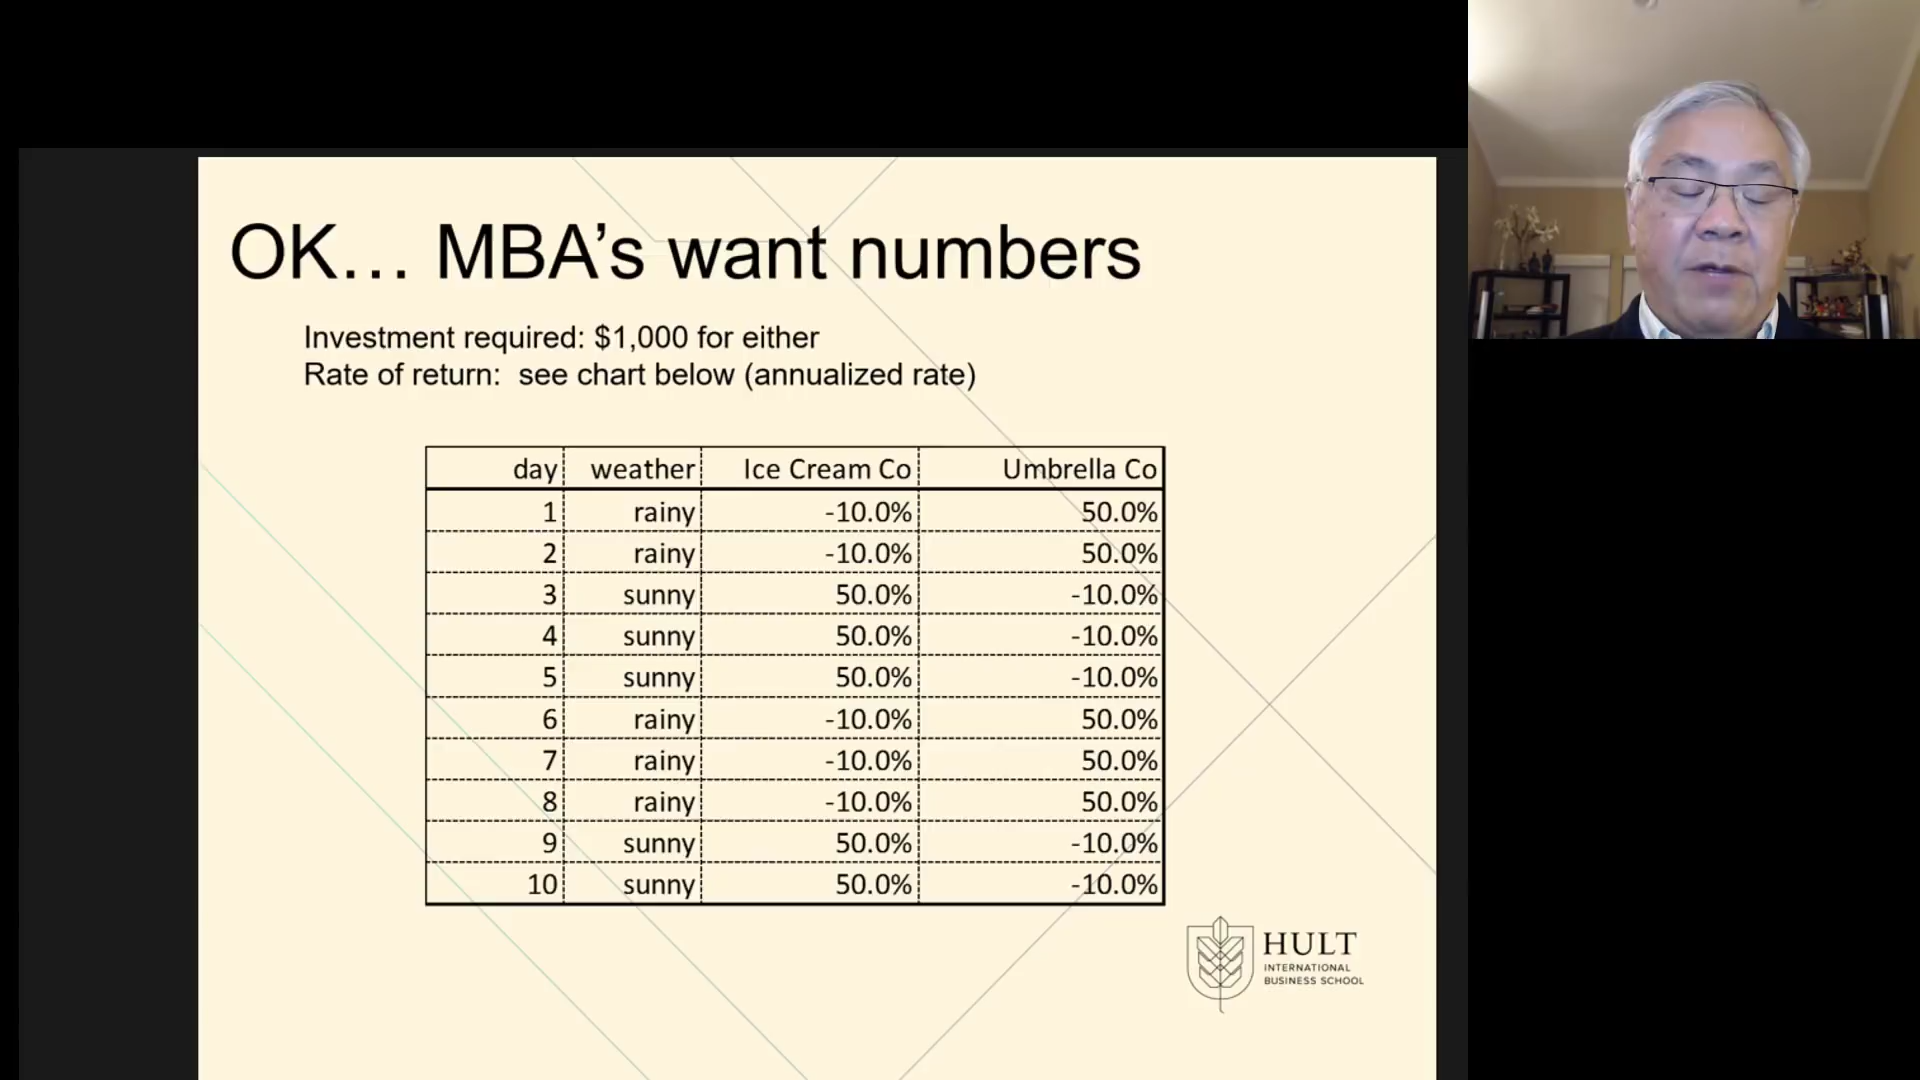 OK… MBA’s want numbers
Investment required: $1,000 for either
Rate of return:  see chart below (annualized rate)
day weather Ice Cream Co Umbrella Co
1 rainy -10.0% 50.0%
2 rainy -10.0% 50.0%
3 sunny 50.0% -10.0%
4 sunny 50.0% -10.0%
5 sunny 50.0% -10.0%
6 rainy -10.0% 50.0%
7 rainy -10.0% 50.0%
8 rainy -10.0% 50.0%
9 sunny 50.0% -10.0%
10 sunny 50.0% -10.0%
HULT
INTERNATIONAL
BUSINESS SCHOOL